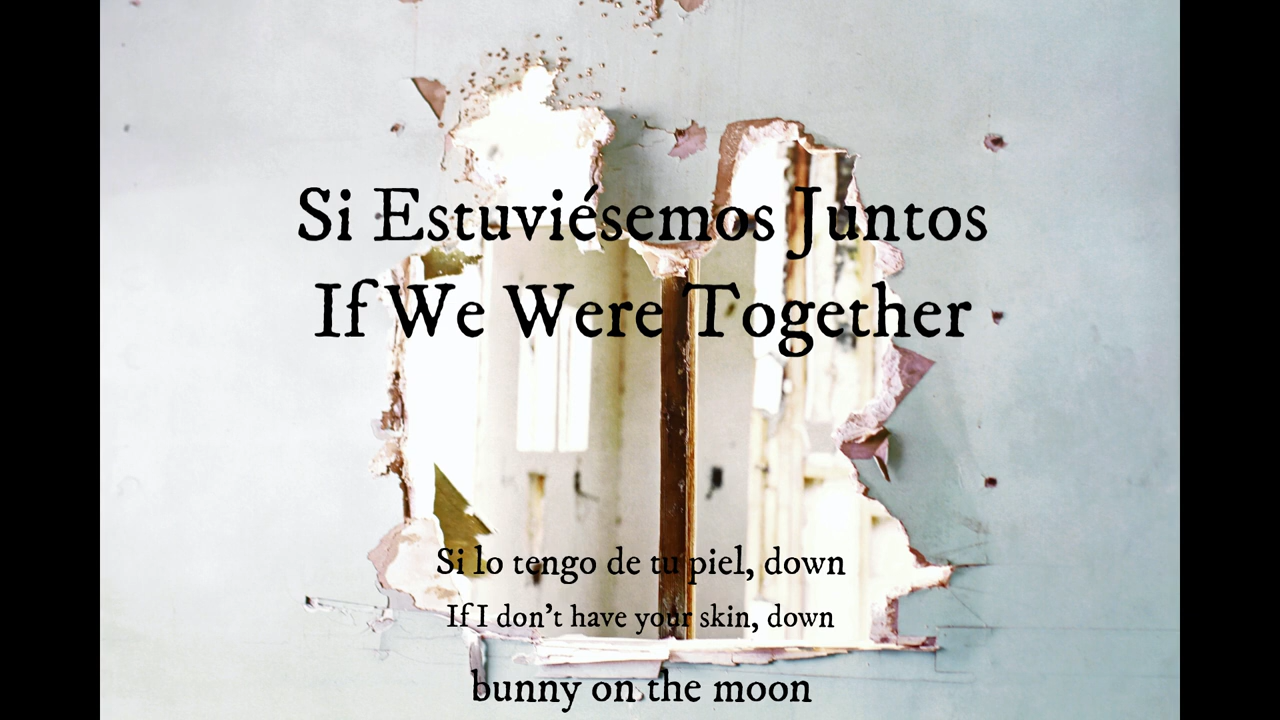 Si Estuviésemos Juntos
If We Were Together
Si lo tengo de tu piel, down
If I don't have your skin, down
bunny on the moon